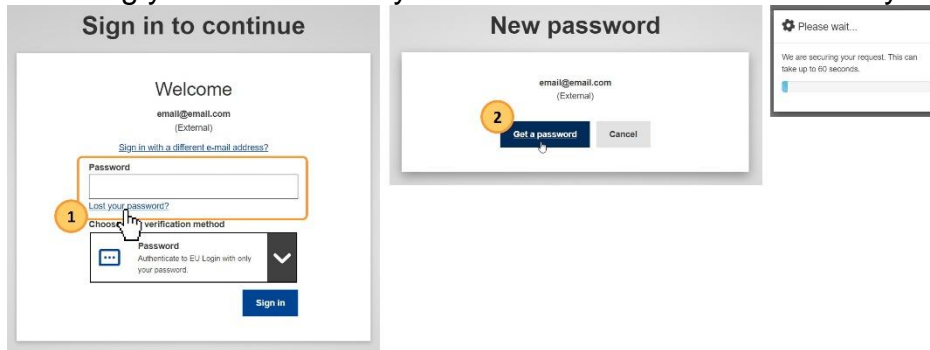 Sign in to continue
Welcome
email@email.com
(External)
Sign in with a different e-mail address?
Password
Lost your password?
1
Choose verification method
Password
Authenticate to EU Login with only
your password.
Sign in
New password
email@email.com
(External)
2
Get a password
Cancel
Please wait...
We are securing your request. This can
take up to 60 seconds.